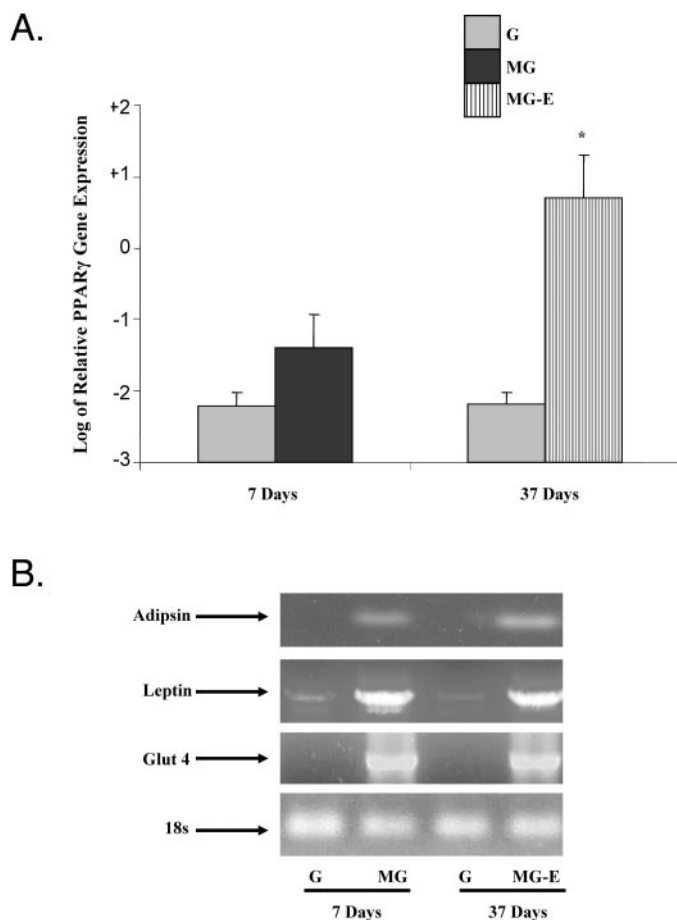 A.
G
MG
MG-E
Log of Relative PPARγ Gene Expression
+2
+1
0
-1
-2
-3
*
7 Days
37 Days
B.
Adipsin
Leptin
Glut 4
18s
G
MG
G
MG-E
7 Days
37 Days